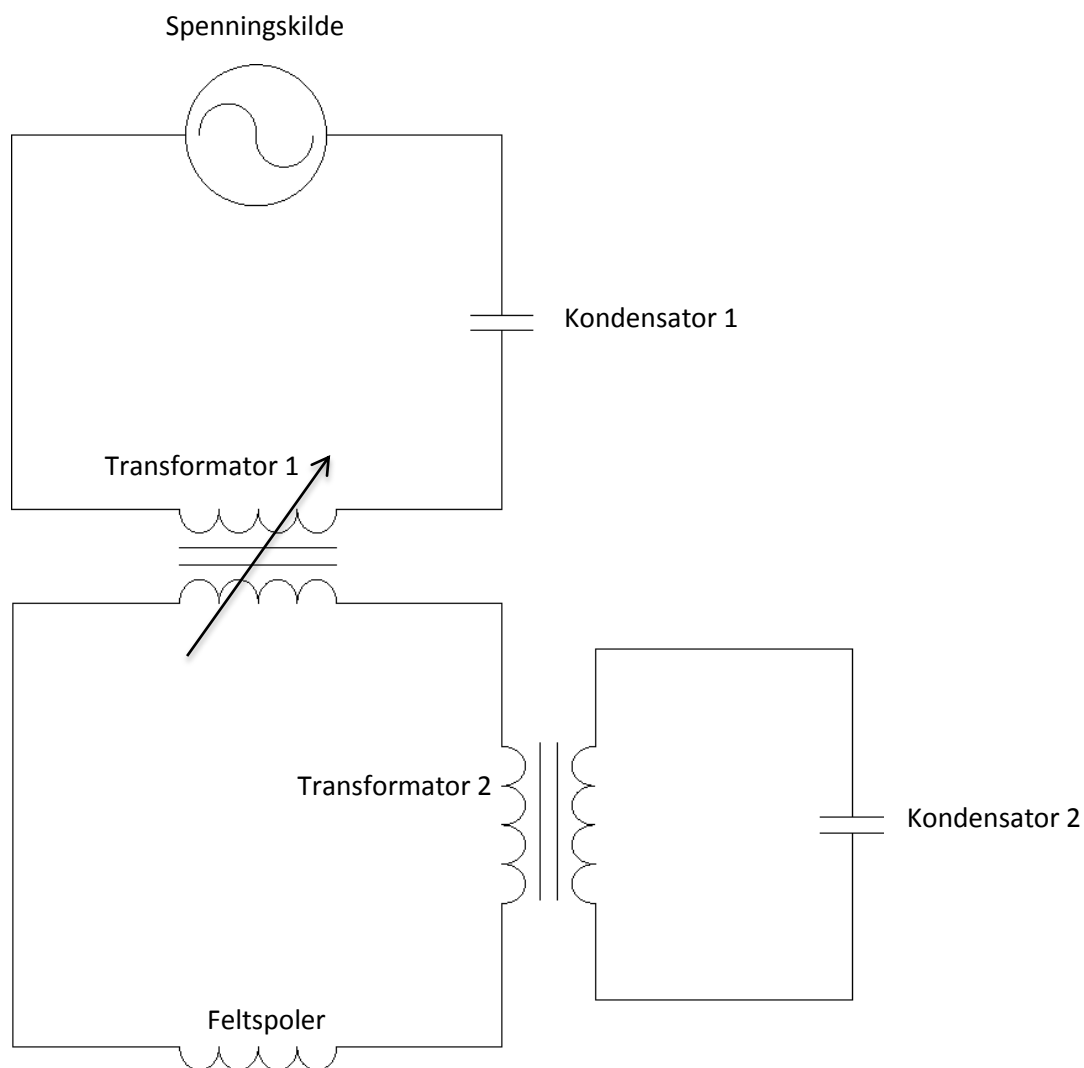 Spenningskilde
Kondensator 1
Transformator 1
Transformator 2
Kondensator 2
Feltspoler